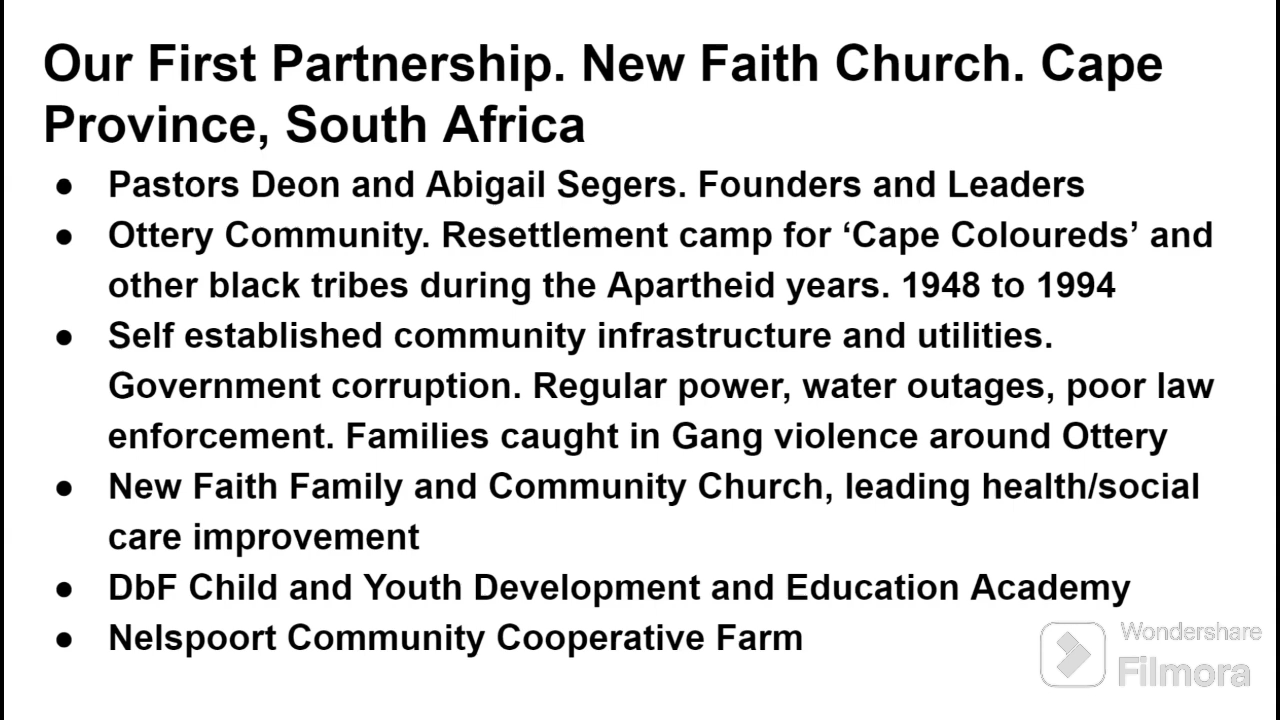 Our First Partnership. New Faith Church. Cape
Province, South Africa
● Pastors Deon and Abigail Segers. Founders and Leaders
● Ottery Community. Resettlement camp for ‘Cape Coloureds’ and
other black tribes during the Apartheid years. 1948 to 1994
● Self established community infrastructure and utilities.
Government corruption. Regular power, water outages, poor law
enforcement. Families caught in Gang violence around Ottery
● New Faith Family and Community Church, leading health/social
care improvement
● DbF Child and Youth Development and Education Academy
● Nelspoort Community Cooperative Farm
Wondershare
Filmora